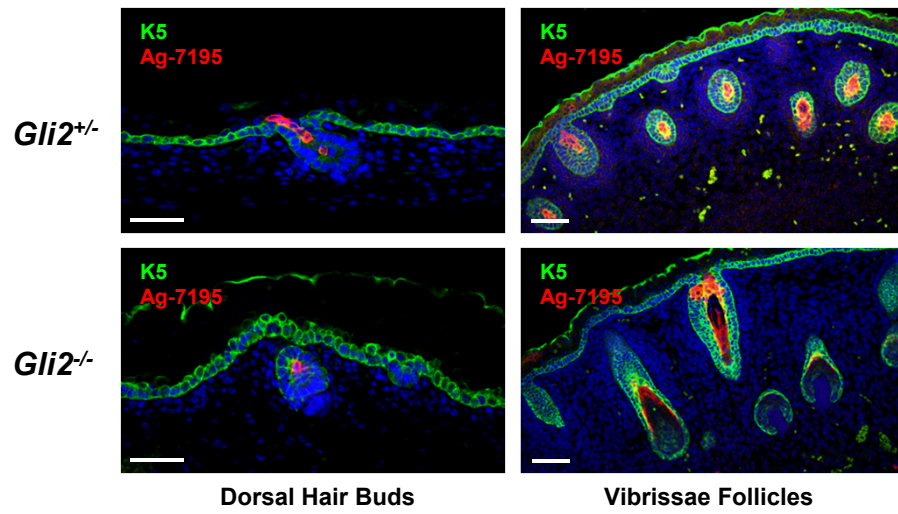 K5
Ag-7195
K5
Ag-7195
Gli2+/-
K5
Ag-7195
K5
Ag-7195
Gli2-/-
Dorsal Hair Buds
Vibrissae Follicles